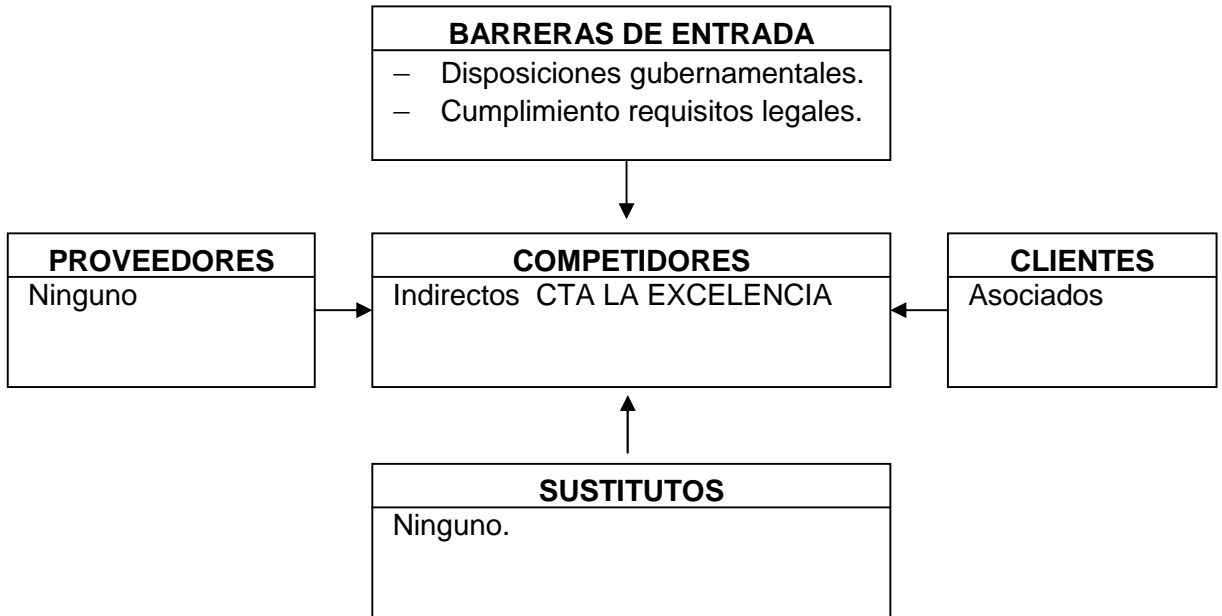 BARRERAS DE ENTRADA
– Disposiciones gubernamentales.
– Cumplimiento requisitos legales.
PROVEEDORES
Ninguno
COMPETIDORES
Indirectos CTA LA EXCELENCIA
CLIENTES
Asociados
SUSTITUTOS
Ninguno.